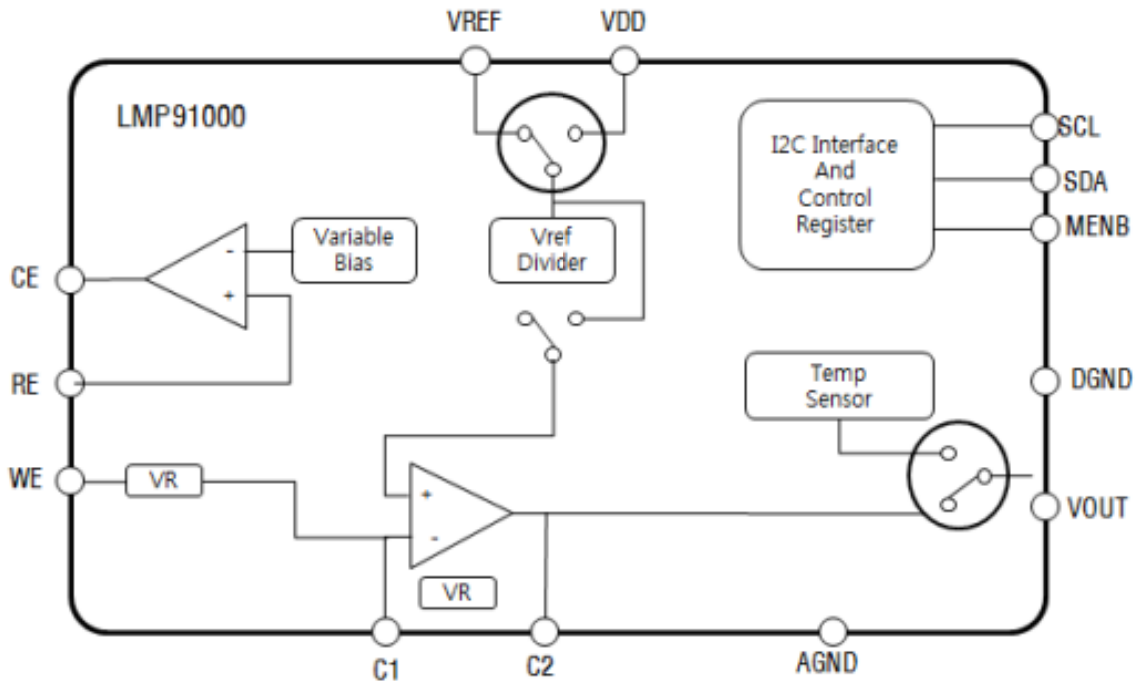 VREF VDD
LMP91000
I2C Interface
And
Control
Register
SCL
SDA
MENB
Variable
Bias
Vref
Divider
-
+
CE
RE
Temp
Sensor
DGND
WE
VR
+
-
VOUT
VR
C1 C2 AGND